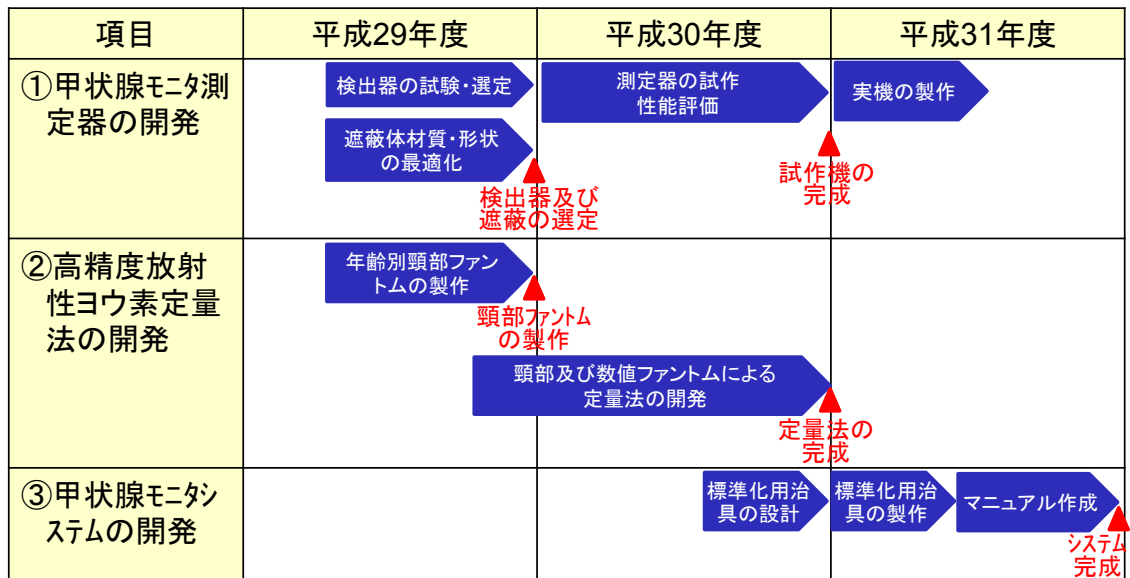 項目
平成29年度
平成30年度
平成31年度
①甲状腺ﾓﾆﾀ測
定器の開発
検出器の試験・選定
遮蔽体材質・形状
の最適化
検出器及び
遮蔽の選定
測定器の試作
性能評価
試作機の
完成
実機の製作
②高精度放射
性ヨウ素定量
法の開発
年齢別頸部ファン
トムの製作
頸部ﾌｧﾝﾄﾑ
の製作
頸部及び数値ファントムによる
定量法の開発
定量法の
完成
③甲状腺ﾓﾆﾀｼ
ｽﾃﾑの開発
標準化用治
具の設計
標準化用治
具の製作
マニュアル作成
ｼｽﾃﾑ
完成